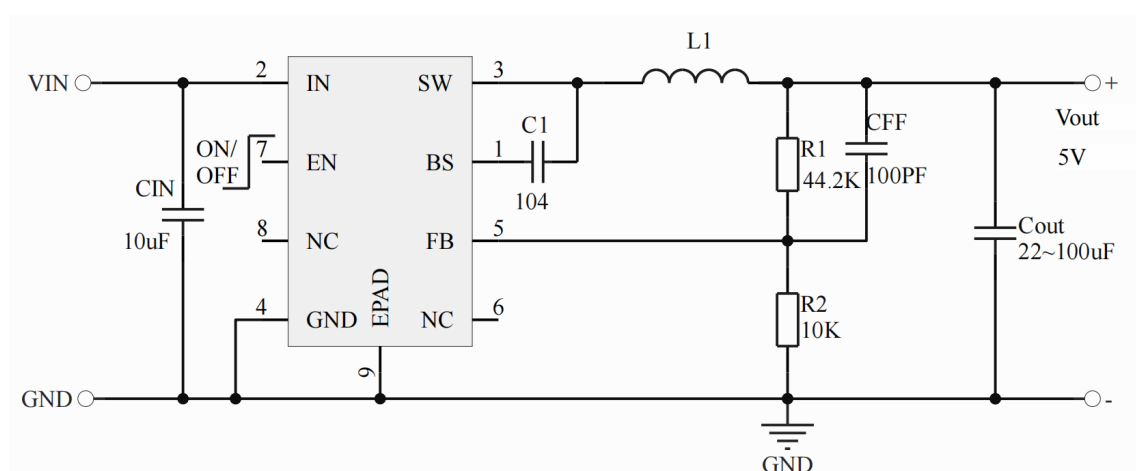 L1
VIN
2
IN
SW
3
+
CFF
Vout
C1
ON/
7
EN
BS
1
R1
5V
OFF
44.2K
100PF
CIN
104
10uF
8
NC
FB
5
Cout
22~100uF
EPAD
4
GND
NC
6
R2
10K
9
GND
-
GND